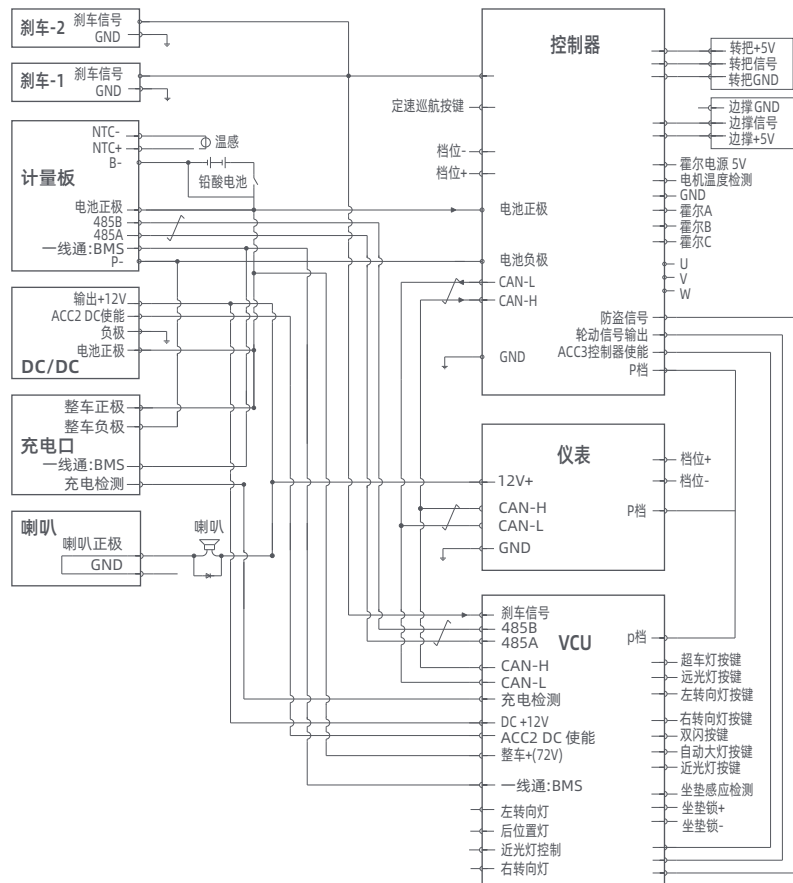 刹车-2
刹车信号
GND
刹车-1
刹车信号
GND
计量板
NTC-
NTC+
B-
电池正极
485B
485A
一线通:BMS
P-
温感
铅酸电池
输出+12V
ACC2 DC使能
负极
电池正极
DC/DC
整车正极
整车负极
充电口
一线通:BMS
充电检测
喇叭
喇叭正极
GND
喇叭
控制器
定速巡航按键
档位-
档位+
电池正极
电池负极
CAN-L
CAN-H
GND
转把+5V
转把信号
转把GND
边撑GND
边撑信号
边撑+5V
霍尔电源 5V
电机温度检测
GND
霍尔A
霍尔B
霍尔C
U
V
W
防盗信号
轮动信号输出
ACC3控制器使能
P档
仪表
12V+
CAN-H
CAN-L
GND
档位+
档位-
P档
VCU
刹车信号
485B
485A
CAN-H
CAN-L
充电检测
DC +12V
ACC2 DC 使能
整车+(72V)
一线通:BMS
左转向灯
后位置灯
近光灯控制
右转向灯
p档
超车灯按键
远光灯按键
左转向灯按键
右转向灯按键
双闪按键
自动大灯按键
近光灯按键
坐垫感应检测
坐垫锁+
坐垫锁-